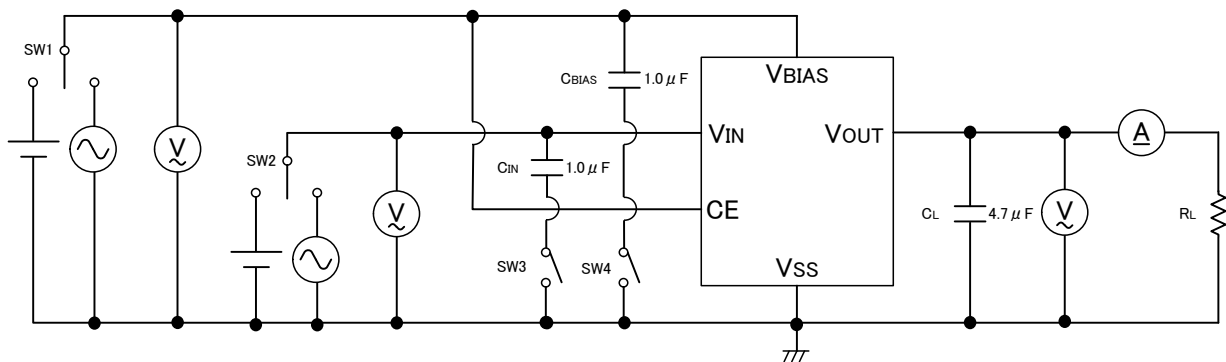 SW1
CBIAS 1.0μF
VBIAS
VIN
VOUT
V
SW2
CIN 1.0μF
A
V
CE
CL 4.7μF
V
RL
SW3
SW4
VSS